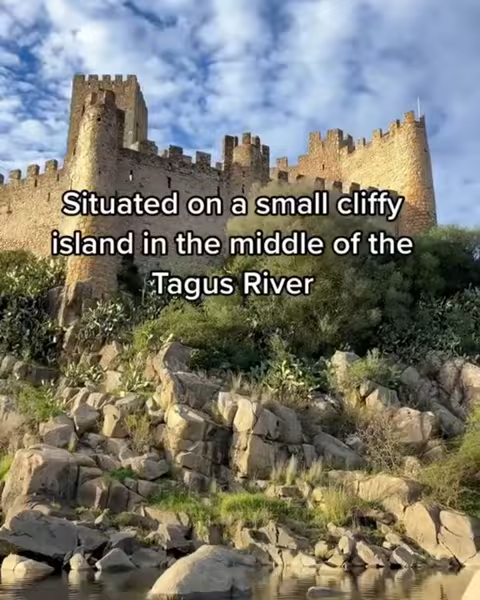 Situated on a small cliffy
island in the middle of the
Tagus River